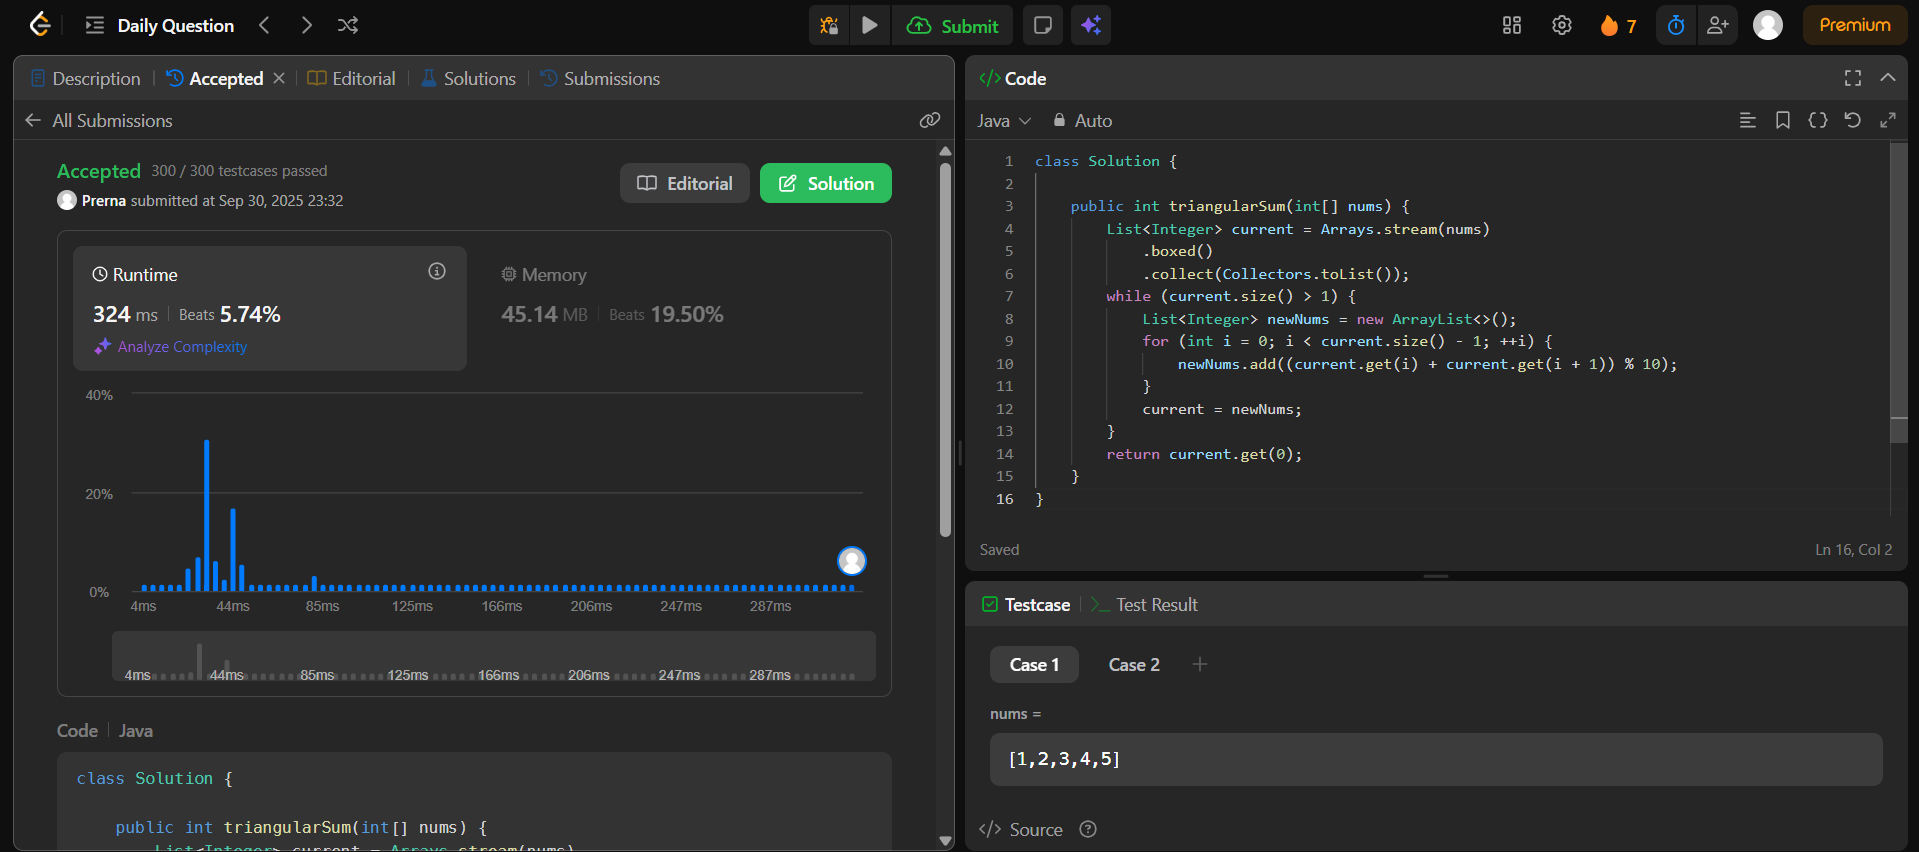 Daily Question
Submit
7
Premium
Description
Accepted
Editorial
Solutions
Submissions
All Submissions
Accepted 300 / 300 testcases passed
Prerna submitted at Sep 30, 2025 23:32
Editorial
Solution
Runtime
324 ms Beats 5.74%
Analyze Complexity
Memory
45.14 MB Beats 19.50%
40%
20%
0%
4ms 44ms 85ms 125ms 166ms 206ms 247ms 287ms
4ms 44ms 85ms 125ms 166ms 206ms 247ms 287ms
Code Java
class Solution {
public int triangularSum(int[] nums) {
List<Integer> current = Arrays.stream(nums)
</> Code
Java Auto
1 class Solution {
2
3 public int triangularSum(int[] nums) {
4 List<Integer> current = Arrays.stream(nums)
5 .boxed()
6 .collect(Collectors.toList());
7 while (current.size() > 1) {
8 List<Integer> newNums = new ArrayList<>();
9 for (int i = 0; i < current.size() - 1; ++i) {
10 newNums.add((current.get(i) + current.get(i + 1)) % 10);
11 }
12 current = newNums;
13 }
14 return current.get(0);
15 }
16 }
Saved
Ln 16, Col 2
Testcase
Test Result
Case 1
Case 2
+
nums =
[1,2,3,4,5]
</> Source